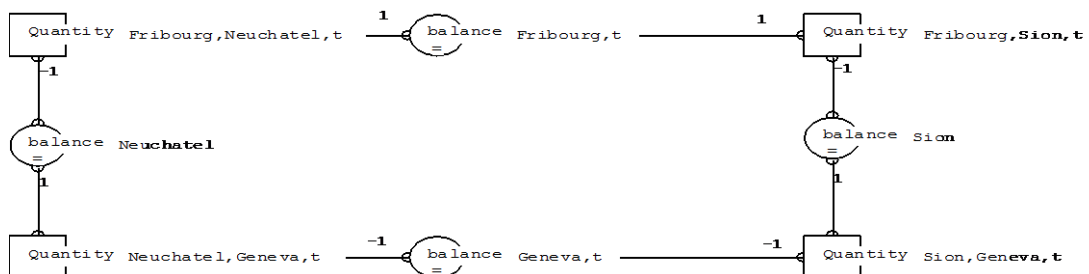 1 1
Quantity Fribourg,Neuchatel,t balance Fribourg,t Quantity Fribourg,Sion,t
= 
-1 -1
balance Neuchatel balance Sion
= =
1 1
-1 -1
Quantity Neuchatel,Geneva,t balance Geneva,t Quantity Sion,Geneva,t
=